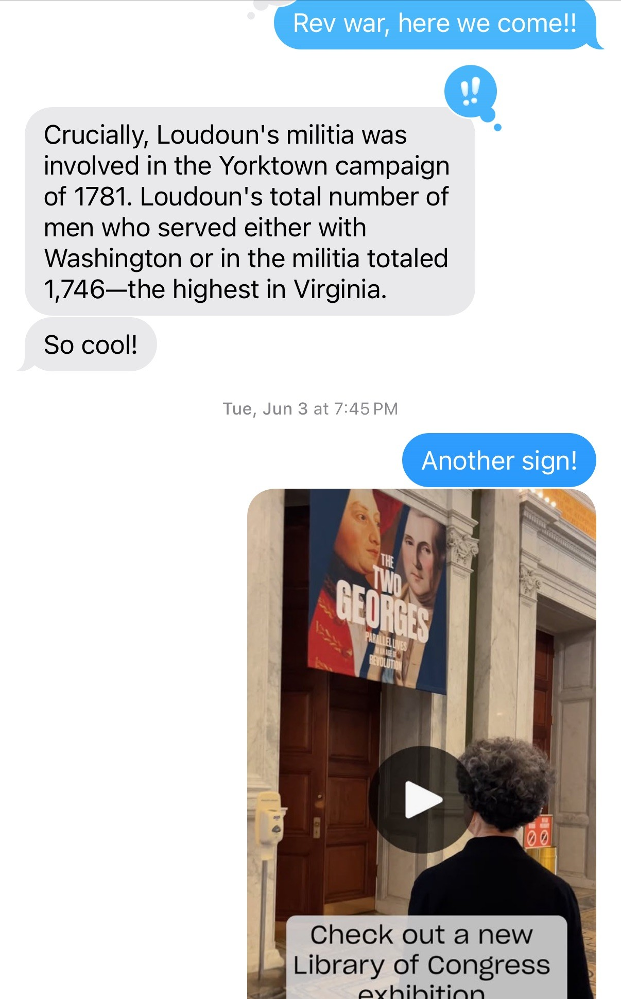 Rev war, here we come!!
Crucially, Loudoun's militia was
involved in the Yorktown campaign
of 1781. Loudoun's total number of
men who served either with
Washington or in the militia totaled
1,746—the highest in Virginia.
So cool!
Tue, Jun 3 at 7:45 PM
Another sign!
THE
TWO
GEORGES
PARALLEL LIVES
IN AN AGE OF
REVOLUTION
Check out a new
Library of Congress
exhibition